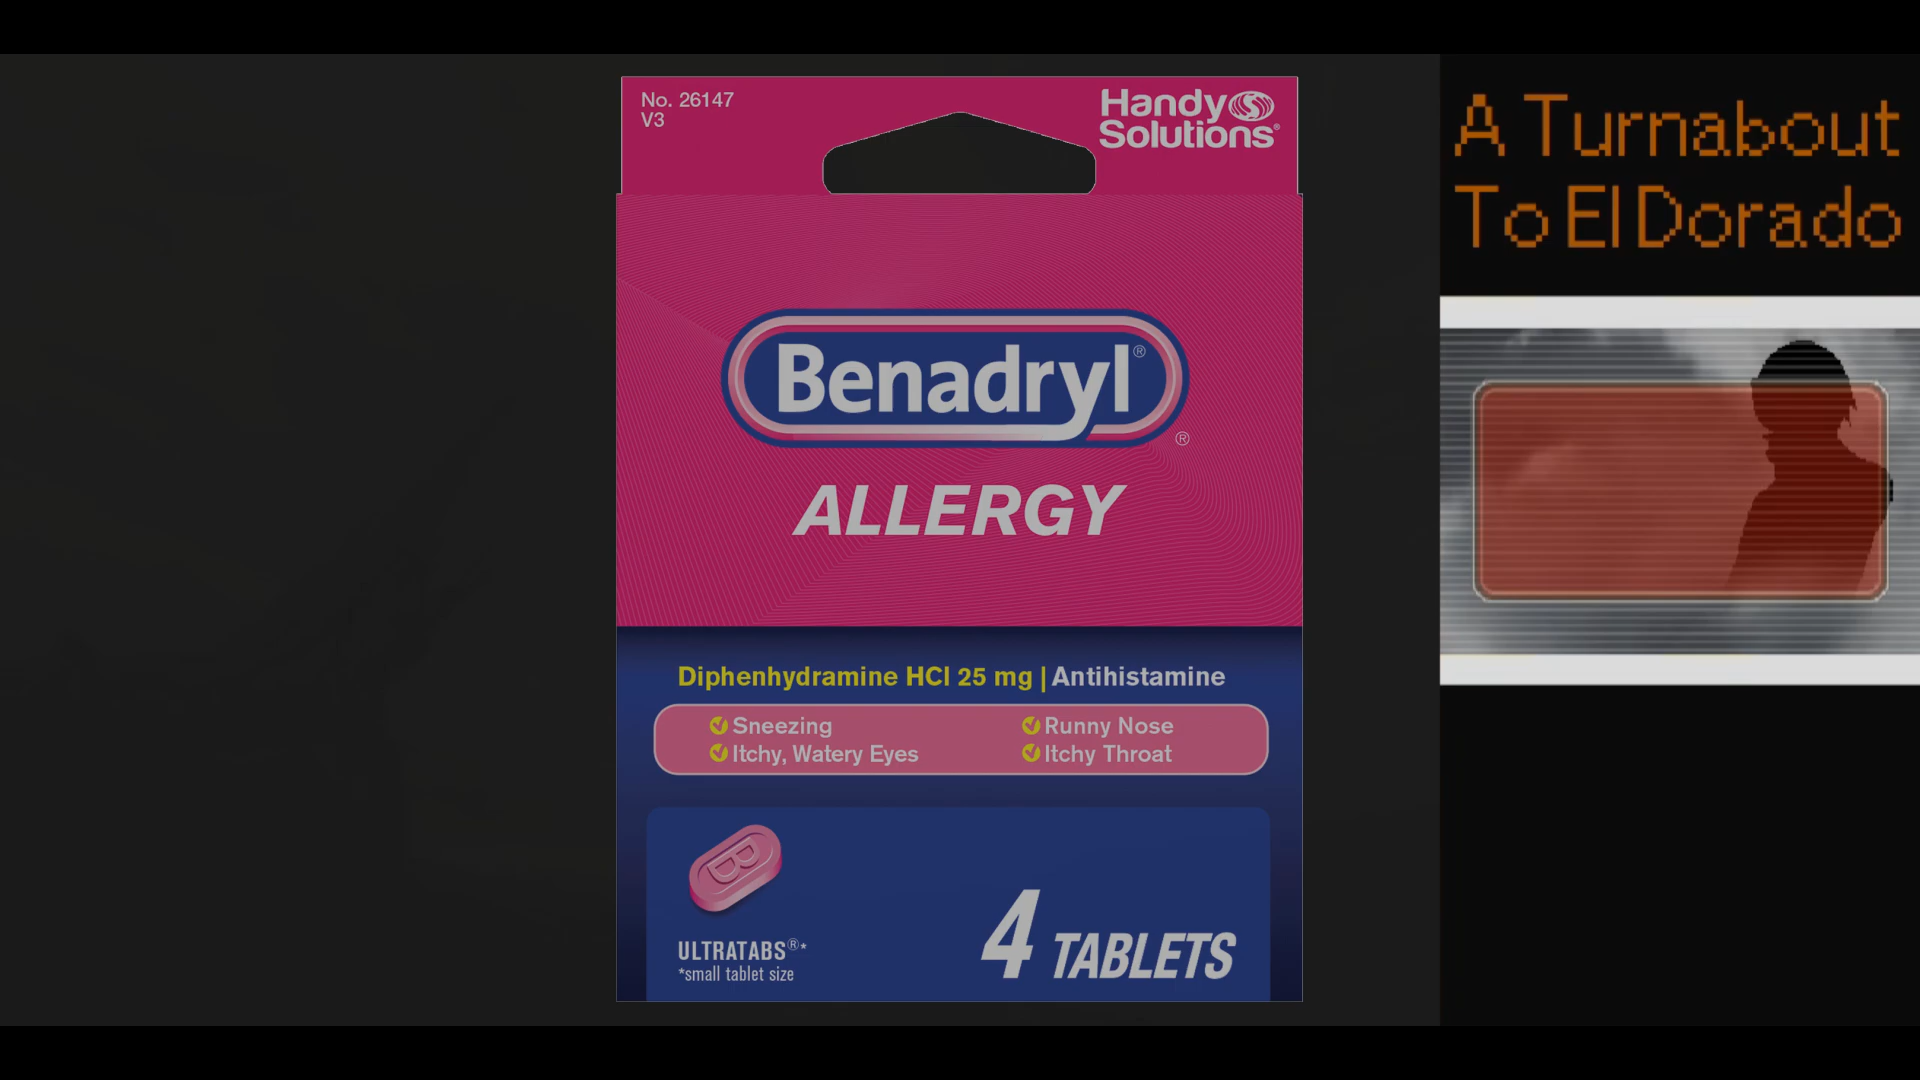 No. 26147
V3
Handy
Solutions®
Benadryl®
®
ALLERGY
Diphenhydramine HCl 25 mg | Antihistamine
Sneezing
Itchy, Watery Eyes
Runny Nose
Itchy Throat
B
ULTRATABS®*
*small tablet size
4 TABLETS
A Turnabout
To El Dorado